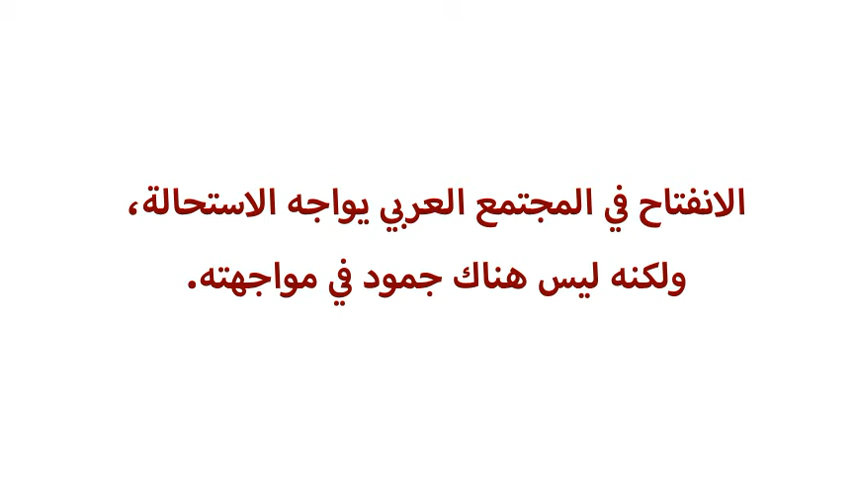 الانفتاح في المجتمع العربي يواجه الاستحالة،
ولكنه ليس هناك جمود في مواجهته.